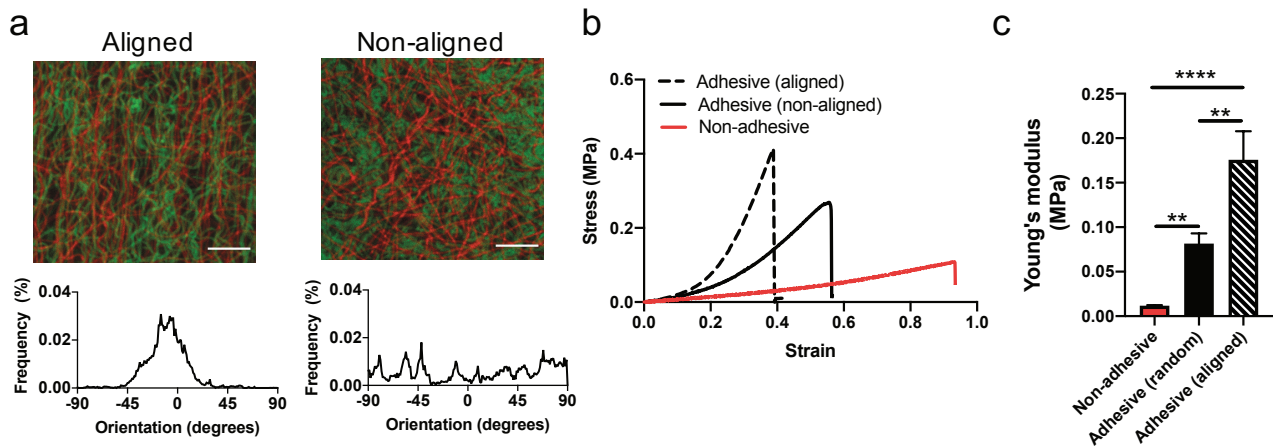 a
Aligned
Non-aligned
Frequency (%)
0.04
0.02
0.00
-90
-45
0
45
90
Orientation (degrees)
Frequency (%)
0.04
0.02
0.00
-90
-45
0
45
90
Orientation (degrees)
b
Stress (MPa)
0.6
0.4
0.2
0.0
0.0
0.2
0.4
0.6
0.8
1.0
Strain
Adhesive (aligned)
Adhesive (non-aligned)
Non-adhesive
c
Young's modulus
(MPa)
0.25
0.20
0.15
0.10
0.05
0.00
****
**
**
Non-adhesive
Adhesive (random)
Adhesive (aligned)